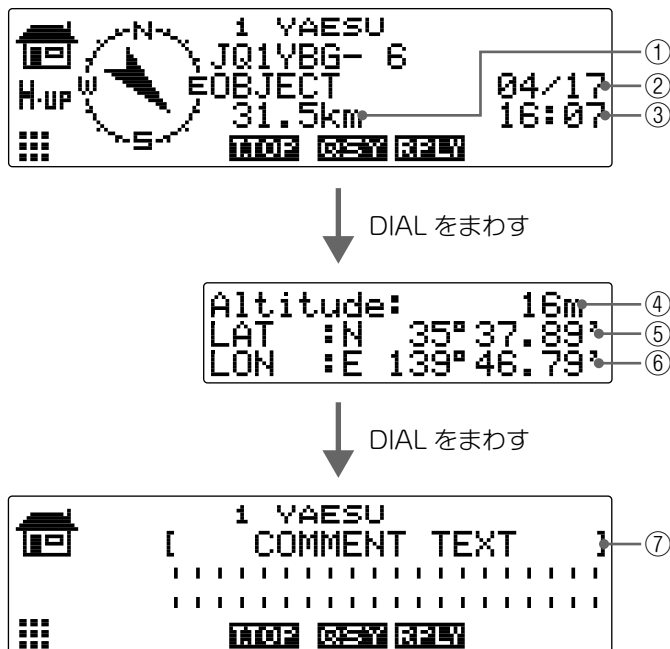 1 YAESU
N
JQ1YBG- 6
①
W E OBJECT 04/17 ②
H-UP
31.5km 16:07 ③
S
T.TOP QSY RPLY
DIAL をまわす
Altitude: 16m ④
LAT :N 35°37.89' ⑤
LON :E 139°46.79' ⑥
DIAL をまわす
1 YAESU
[ COMMENT TEXT ] ⑦
T.TOP QSY RPLY